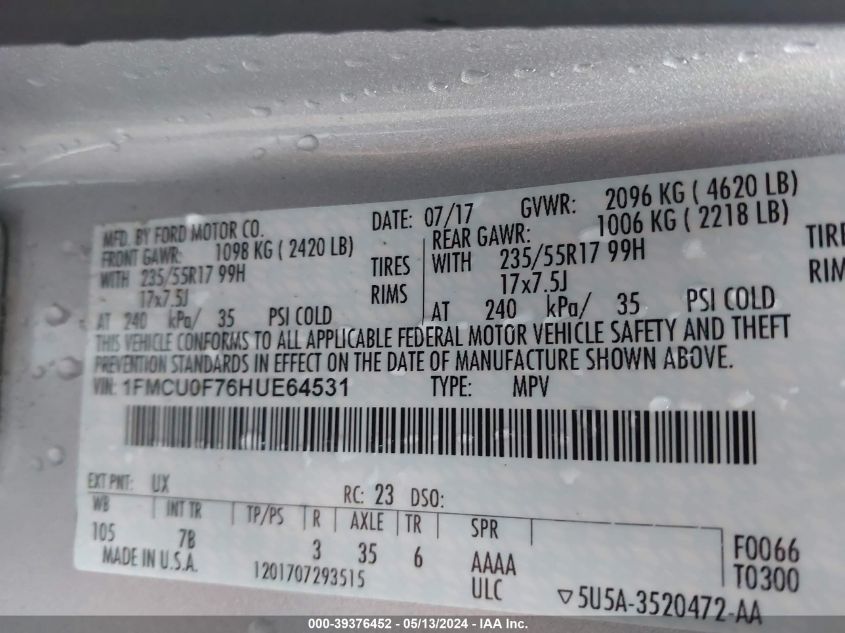 MFD. BY FORD MOTOR CO. DATE: 07/17 GVWR: 2096 KG ( 4620 LB)
FRONT GAWR: 1098 KG ( 2420 LB) REAR GAWR: 1006 KG ( 2218 LB)
WITH 235/55R17 99H TIRES WITH 235/55R17 99H TIRE
17x7.5J RIMS 17x7.5J RIM
AT 240 kPa/ 35 PSI COLD AT 240 kPa/ 35 PSI COLD
THIS VEHICLE CONFORMS TO ALL APPLICABLE FEDERAL MOTOR VEHICLE SAFETY AND THEFT
PREVENTION STANDARDS IN EFFECT ON THE DATE OF MANUFACTURE SHOWN ABOVE.
VIN: 1FMCU0F76HUE64531 TYPE: MPV
EXT PNT: UX RC: 23 DSO:
WB INT TR TP/PS R AXLE TR SPR
105 7B 3 35 6 AAAA F0066
MADE IN U.S.A. 1201707293515 ULC T0300
5U5A-3520472-AA
000-39376452 - 05/13/2024 - IAA Inc.